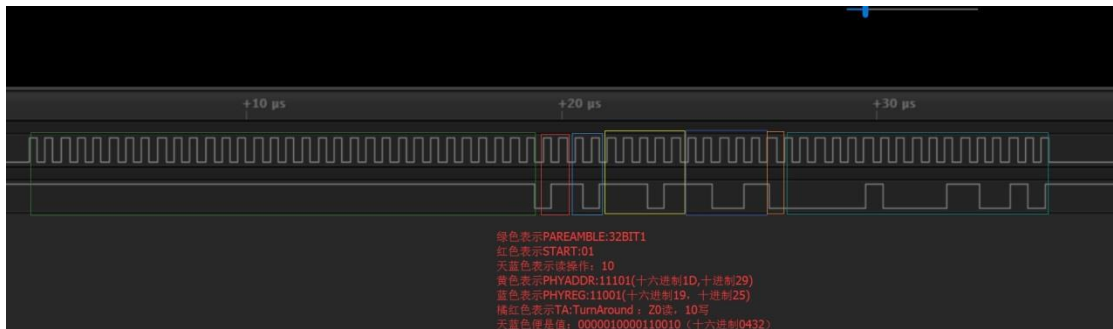 +10 μs
+20 μs
+30 μs
绿色表示PAREAMBLE:32BIT1
红色表示START:01
天蓝色表示读操作：10
黄色表示PHYADDR:11101(十六进制1D,十进制29)
蓝色表示PHYREG:11001(十六进制19，十进制25)
橘红色表示TA:TurnAround：Z0读，10写
天蓝色便是值：0000010000110010（十六进制0432）